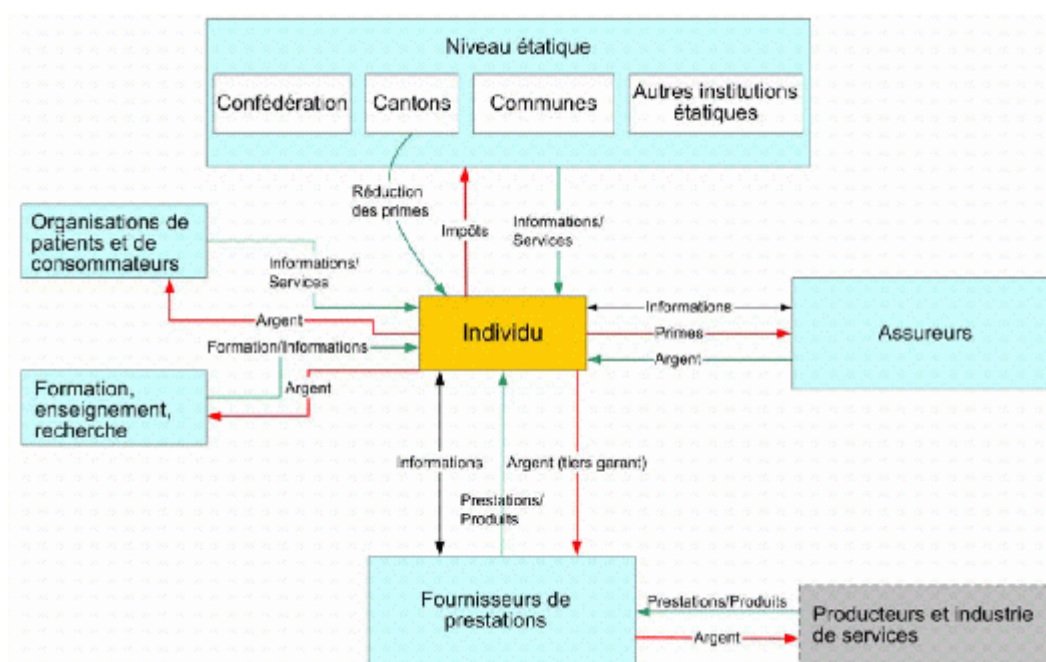 Niveau étatique
Confédération
Cantons
Communes
Autres institutions
étatiques
Réduction
des primes
Impôts
Informations/
Services
Organisations de
patients et de
consommateurs
Informations/
Services
Argent
Formation/Informations
Argent
Formation,
enseignement,
recherche
Individu
Informations
Primes
Argent
Assureurs
Informations
Argent (tiers garant)
Prestations/
Produits
Fournisseurs de
prestations
Prestations/Produits
Argent
Producteurs et industrie
de services